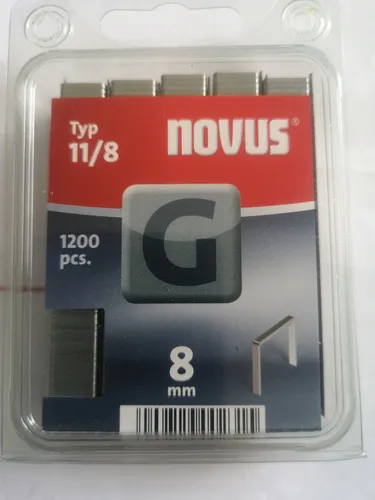 Typ
11/8
novus®
1200
pcs.
G
8
mm